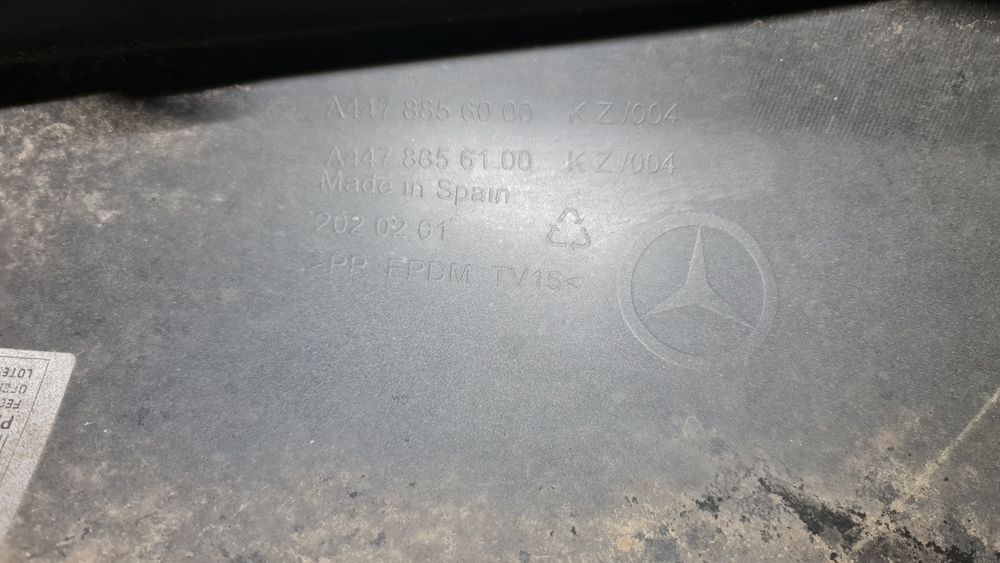 A447 885 60 00 KZ/004
A447 885 61 00 KZ/004
Made in Spain
202 02 01
>PP EPDM TV15<
LOTE